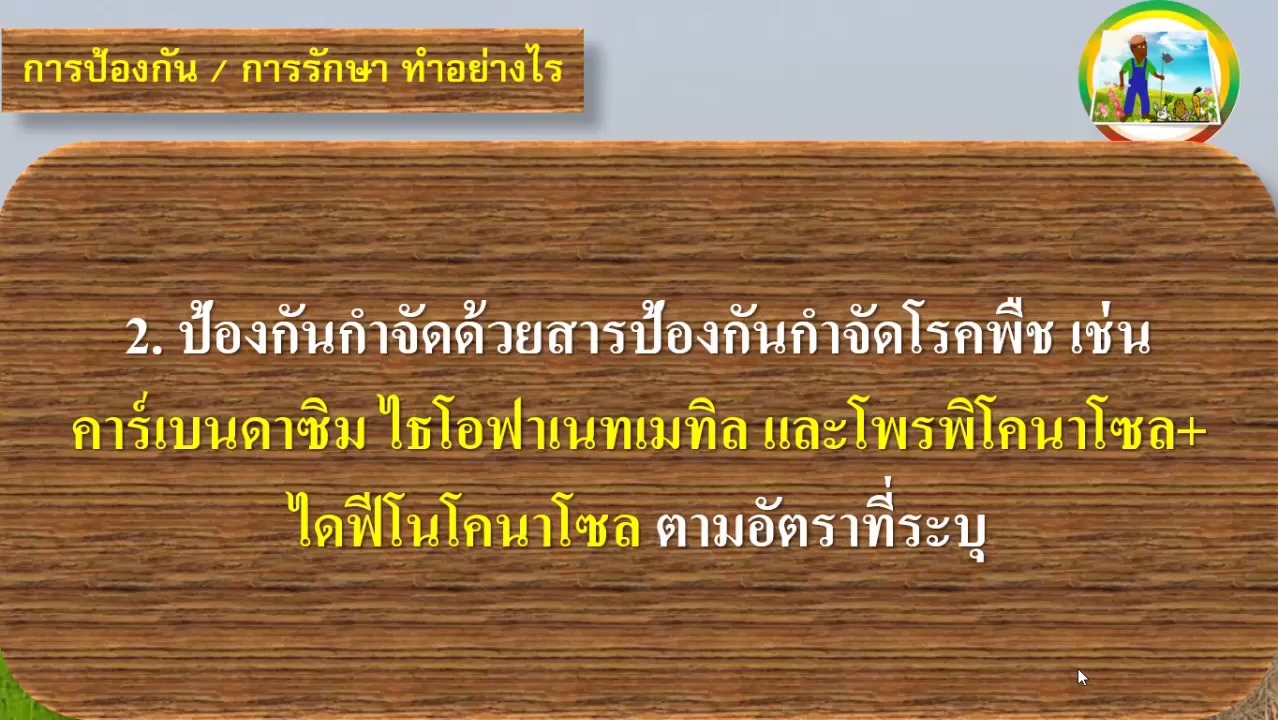 การป้องกัน / การรักษา ทำอย่างไร
2. ป้องกันกำจัดด้วยสารป้องกันกำจัดโรคพืช เช่น
คาร์เบนดาซิม ไธโอฟาเนทเมทิล และโพรพิโคนาโซล+
ไดฟีโนโคนาโซล ตามอัตราที่ระบุ